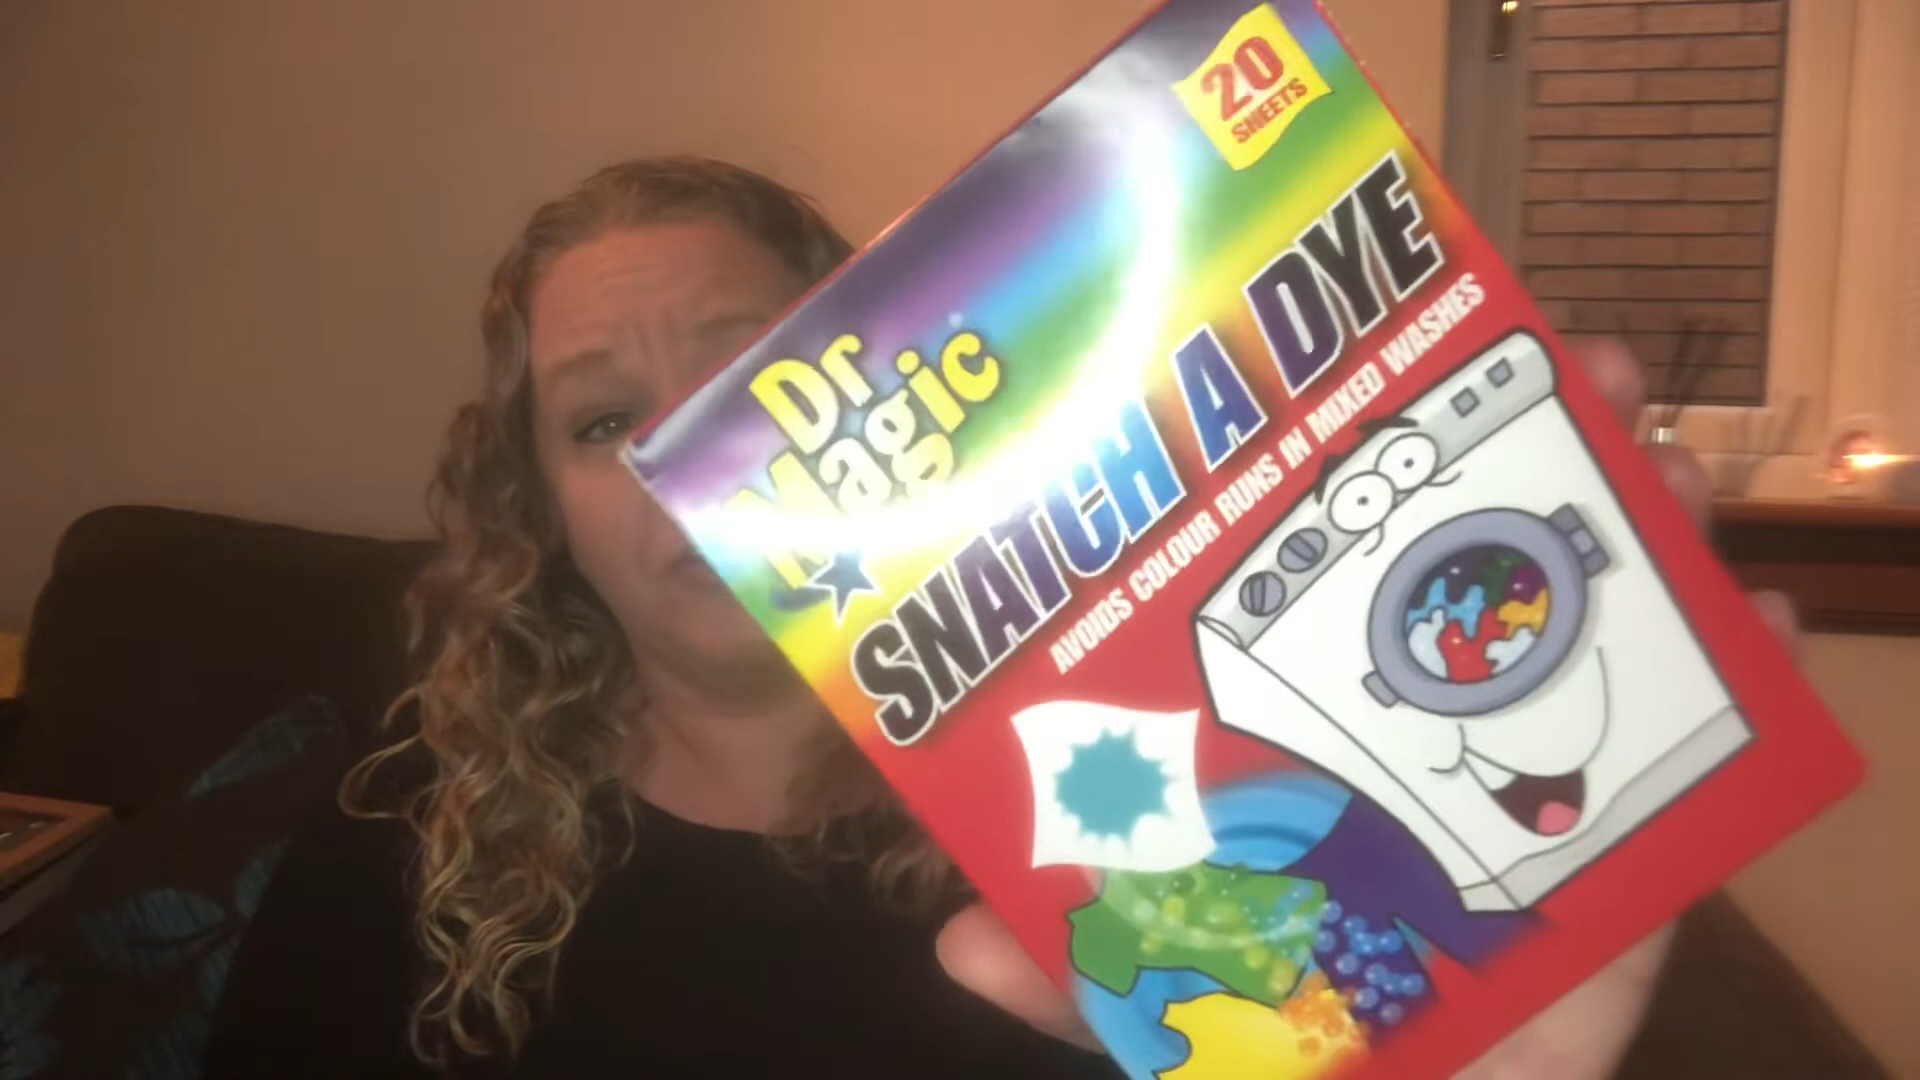 20
SHEETS
Dr
Magic
SNATCH A DYE
AVOIDS COLOUR RUNS IN MIXED WASHES